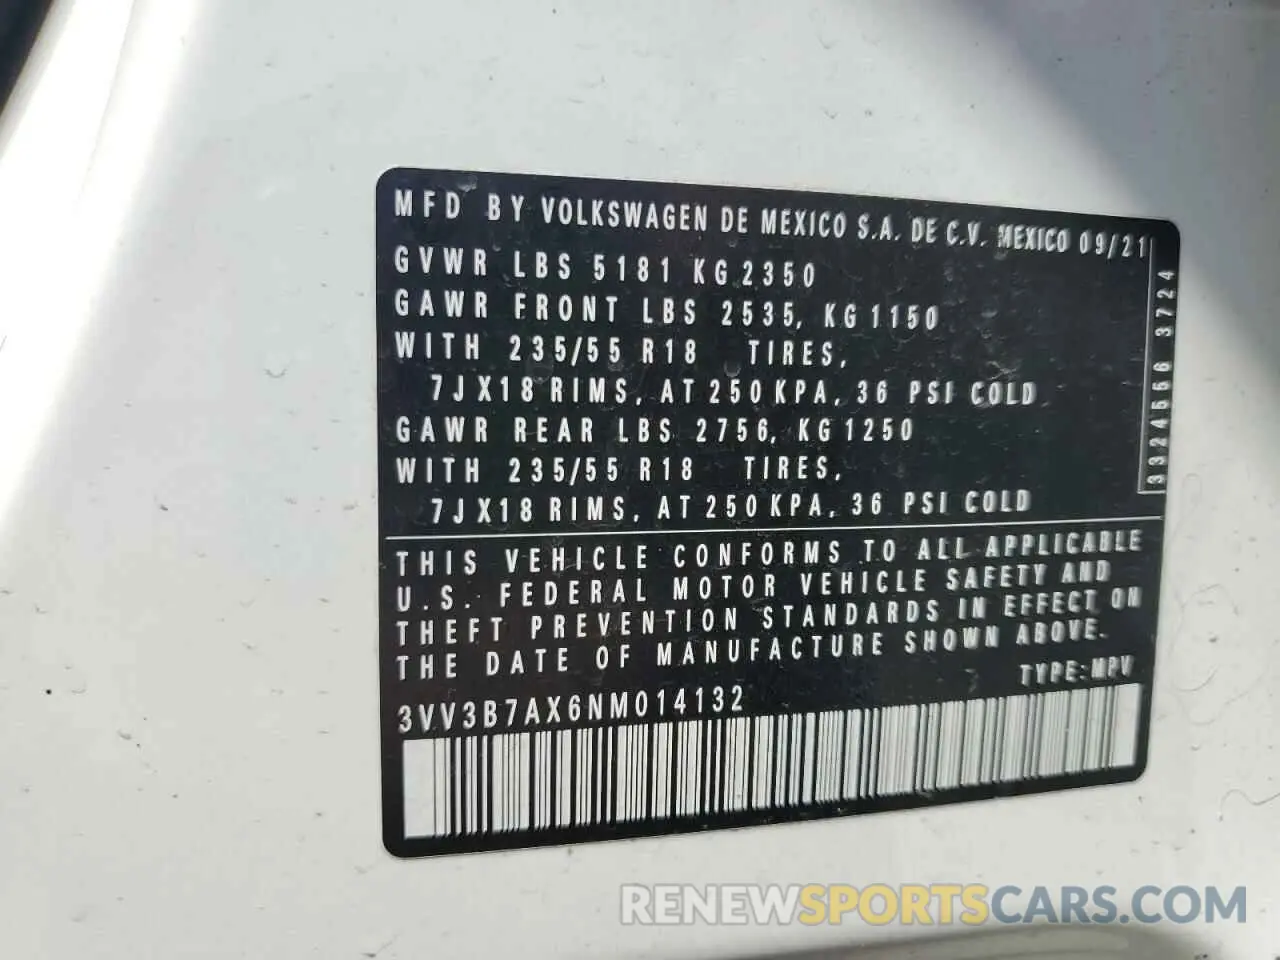 MFD BY VOLKSWAGEN DE MEXICO S.A. DE C.V. MEXICO 09/21
GVWR LBS 5181 KG 2350
GAWR FRONT LBS 2535, KG 1150
WITH 235/55 R18 TIRES,
7JX18 RIMS, AT 250 KPA, 36 PSI COLD
GAWR REAR LBS 2756, KG 1250
WITH 235/55 R18 TIRES,
7JX18 RIMS, AT 250 KPA, 36 PSI COLD
3324556 3724
THIS VEHICLE CONFORMS TO ALL APPLICABLE
U.S. FEDERAL MOTOR VEHICLE SAFETY AND
THEFT PREVENTION STANDARDS IN EFFECT ON
THE DATE OF MANUFACTURE SHOWN ABOVE.
TYPE: MPV
3VV3B7AX6NM014132
RENEWSPORTSCARS.COM